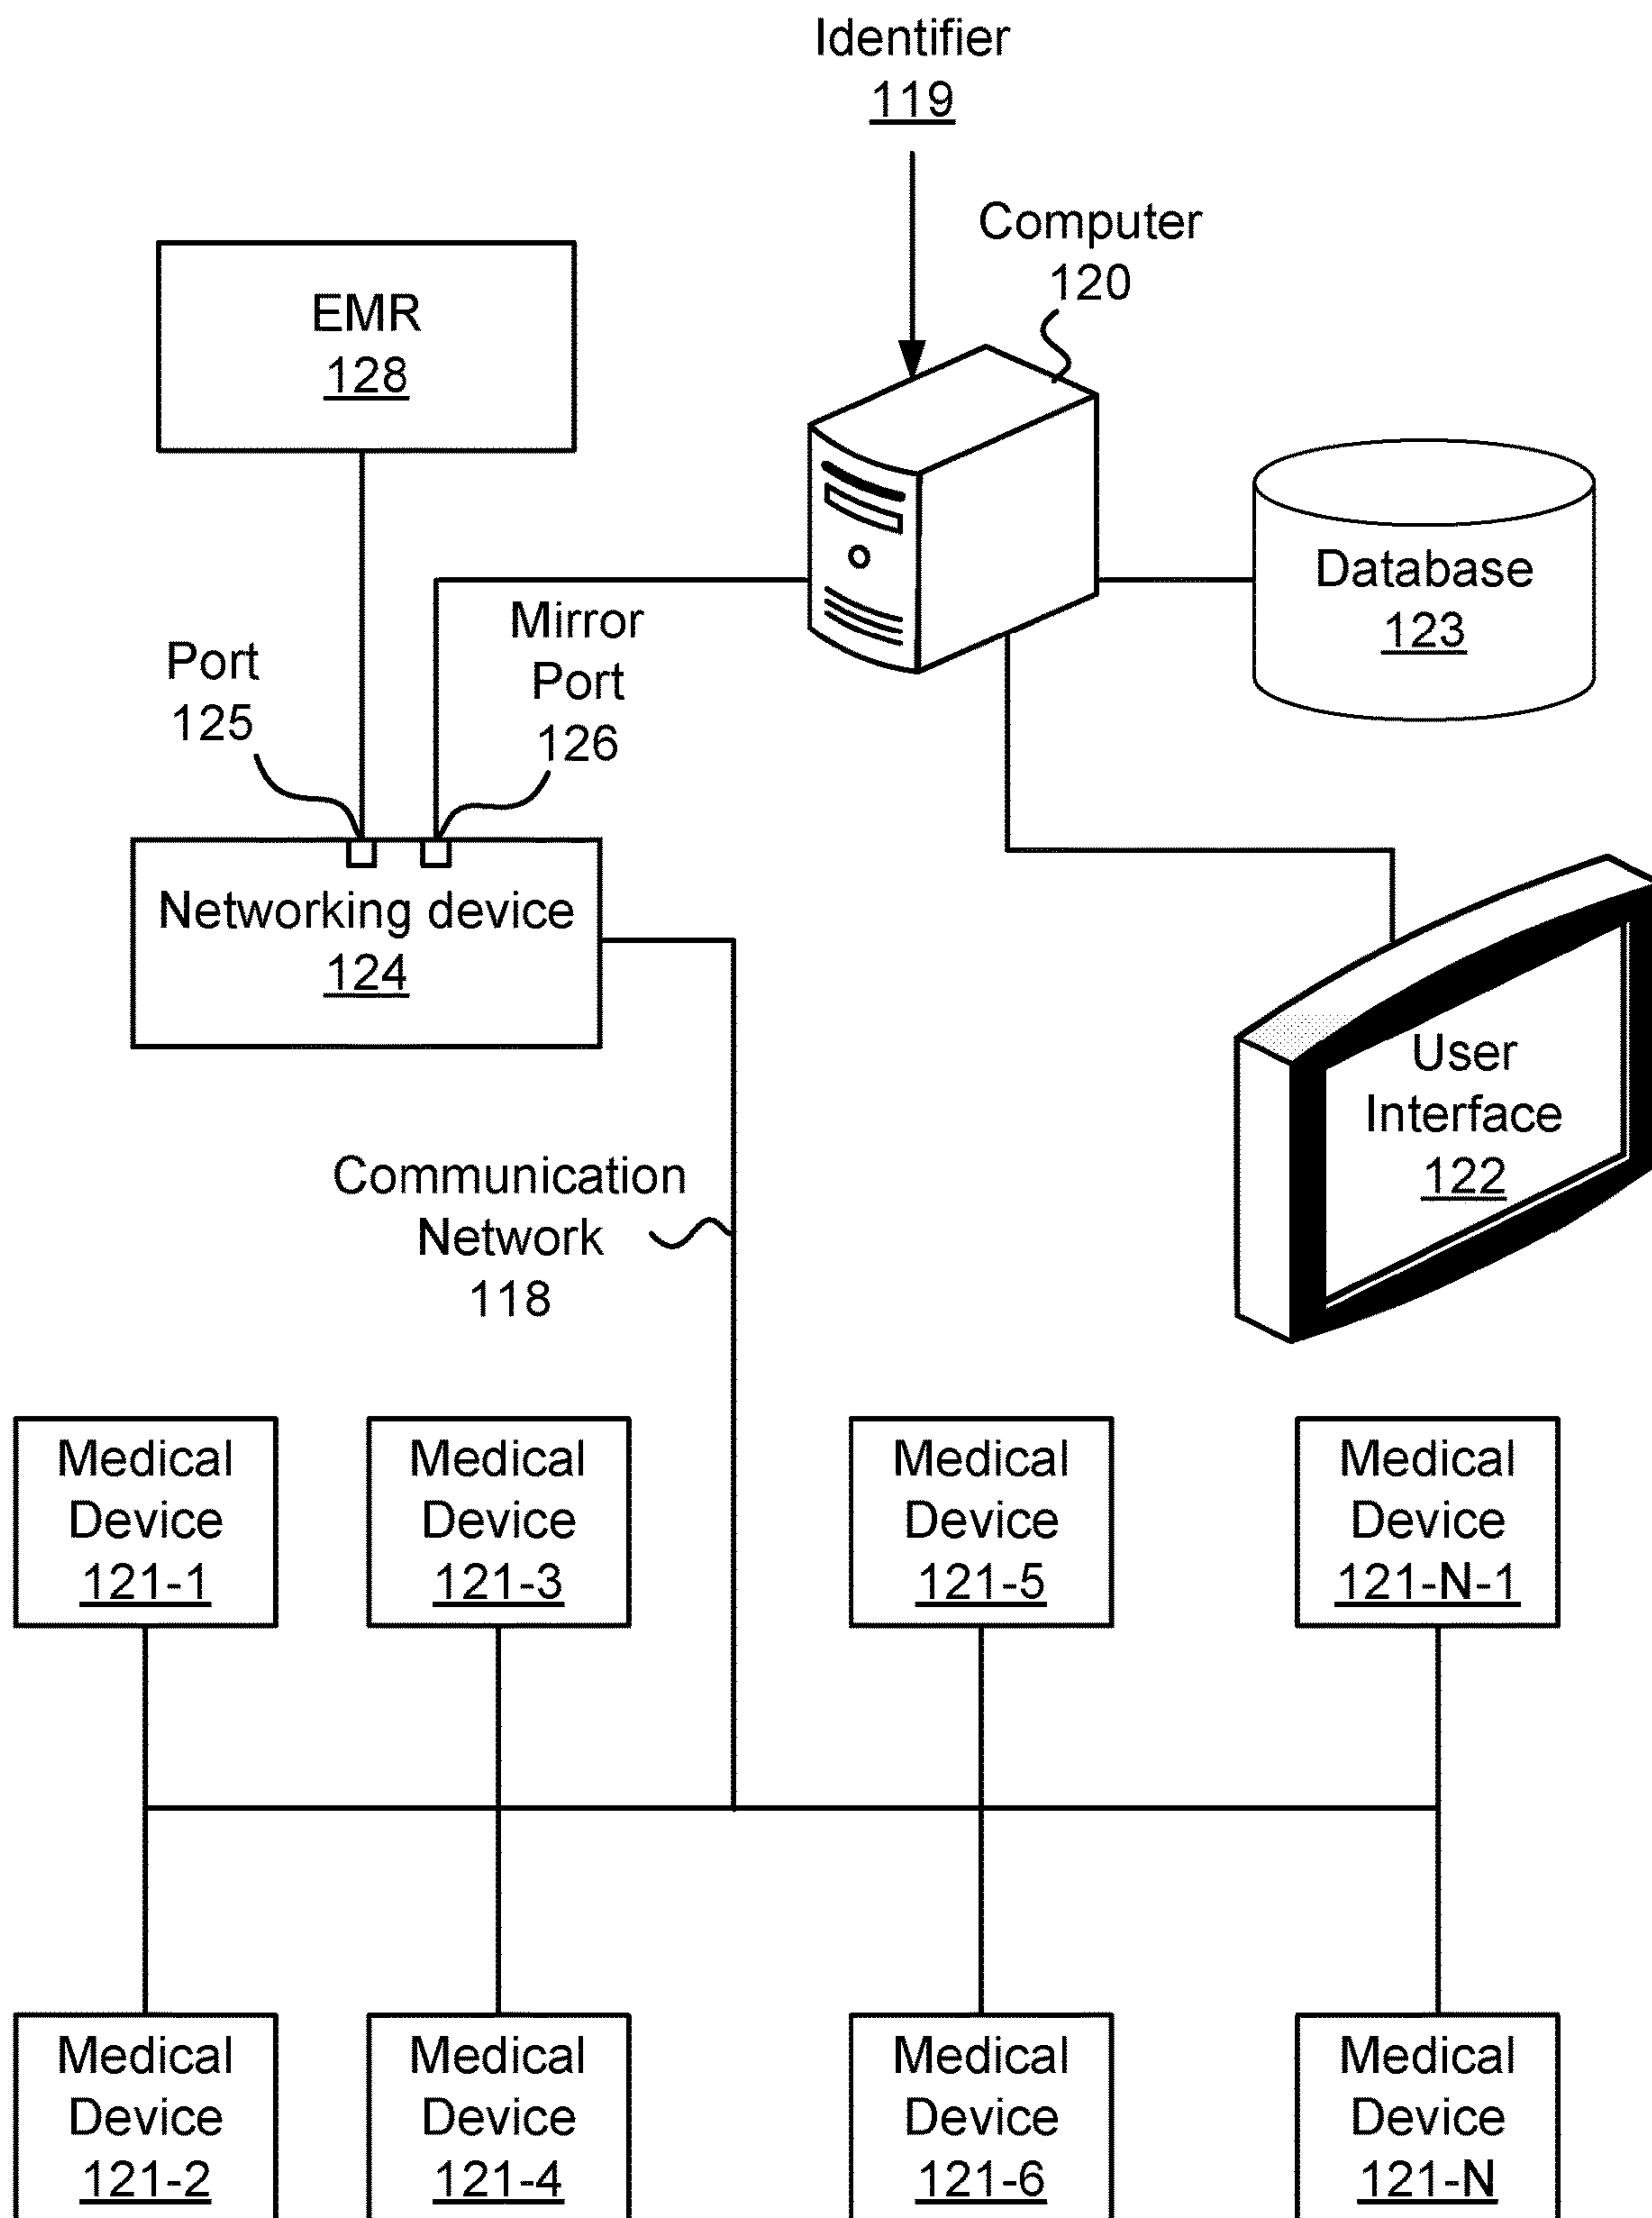 Identifier
119
Computer
120
EMR
128
Database
123
Mirror
Port
126
Port
125
Networking device
124
User
Interface
122
Communication
Network
118
Medical
Device
121-1
Medical
Device
121-3
Medical
Device
121-5
Medical
Device
121-N-1
Medical
Device
121-2
Medical
Device
121-4
Medical
Device
121-6
Medical
Device
121-N